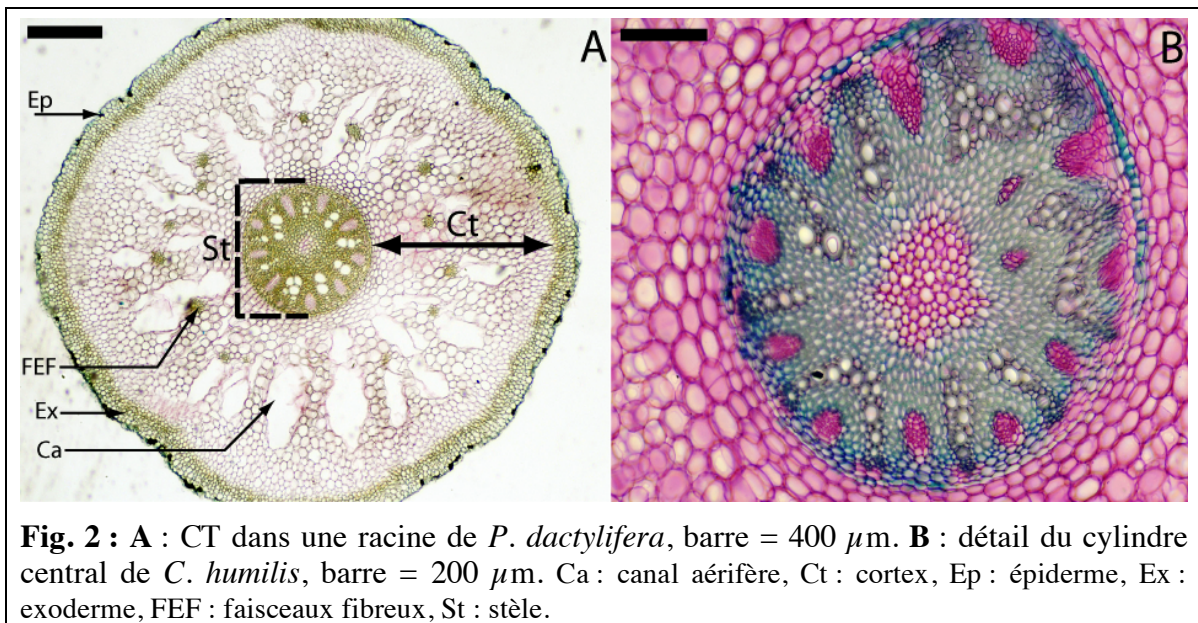 A
B
Ep
St
Ct
FEF
Ex
Ca
Fig. 2 : A : CT dans une racine de P. dactylifera, barre = 400 µm. B : détail du cylindre
central de C. humilis, barre = 200 µm. Ca : canal aérifère, Ct : cortex, Ep : épiderme, Ex :
exoderme, FEF : faisceaux fibreux, St : stèle.